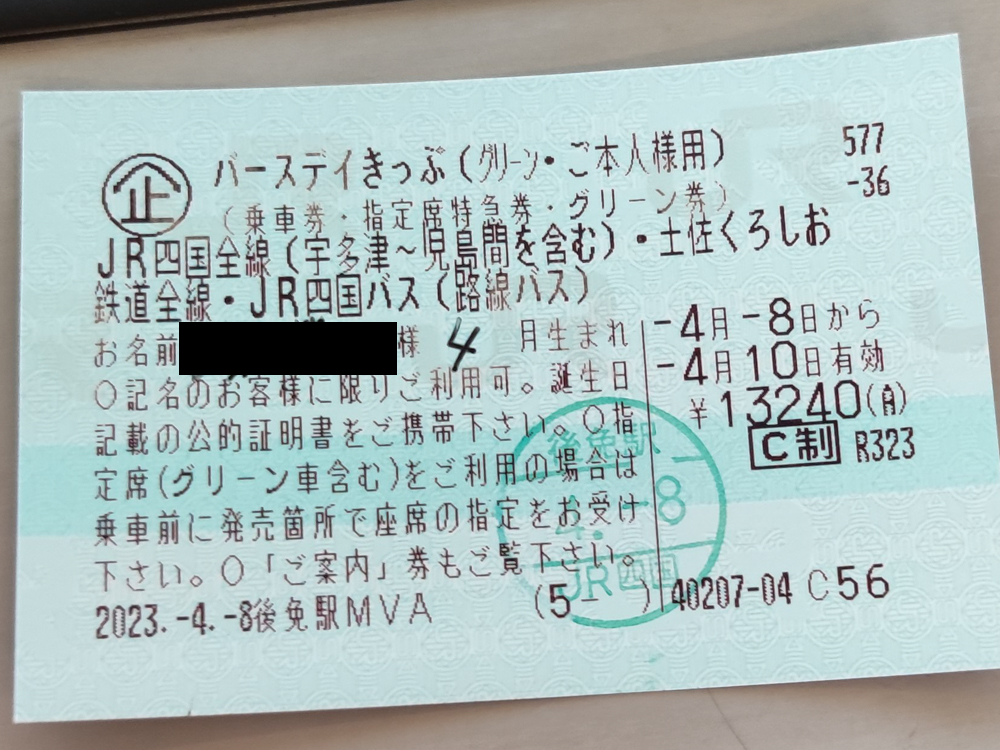 企 バースデイきっぷ(グリーン・ご本人様用) 577
(乗車券・指定席特急券・グリーン券) -36
JR四国全線(宇多津~児島間を含む)・土佐くろしお
鉄道全線・JR四国バス(路線バス)
お名前 様 4 月生まれ
○記名のお客様に限りご利用可。誕生日
記載の公的証明書をご携帯下さい。○指
定席(グリーン車含む)をご利用の場合は
乗車前に発売箇所で座席の指定をお受け
下さい。○「ご案内」券もご覧下さい。
-4月-8日から
-4月10日有効
¥13240
C制 R323
後免駅
4.-8
JR四国
2023.-4.-8後免駅MVA (5- ) 40207-04 C56